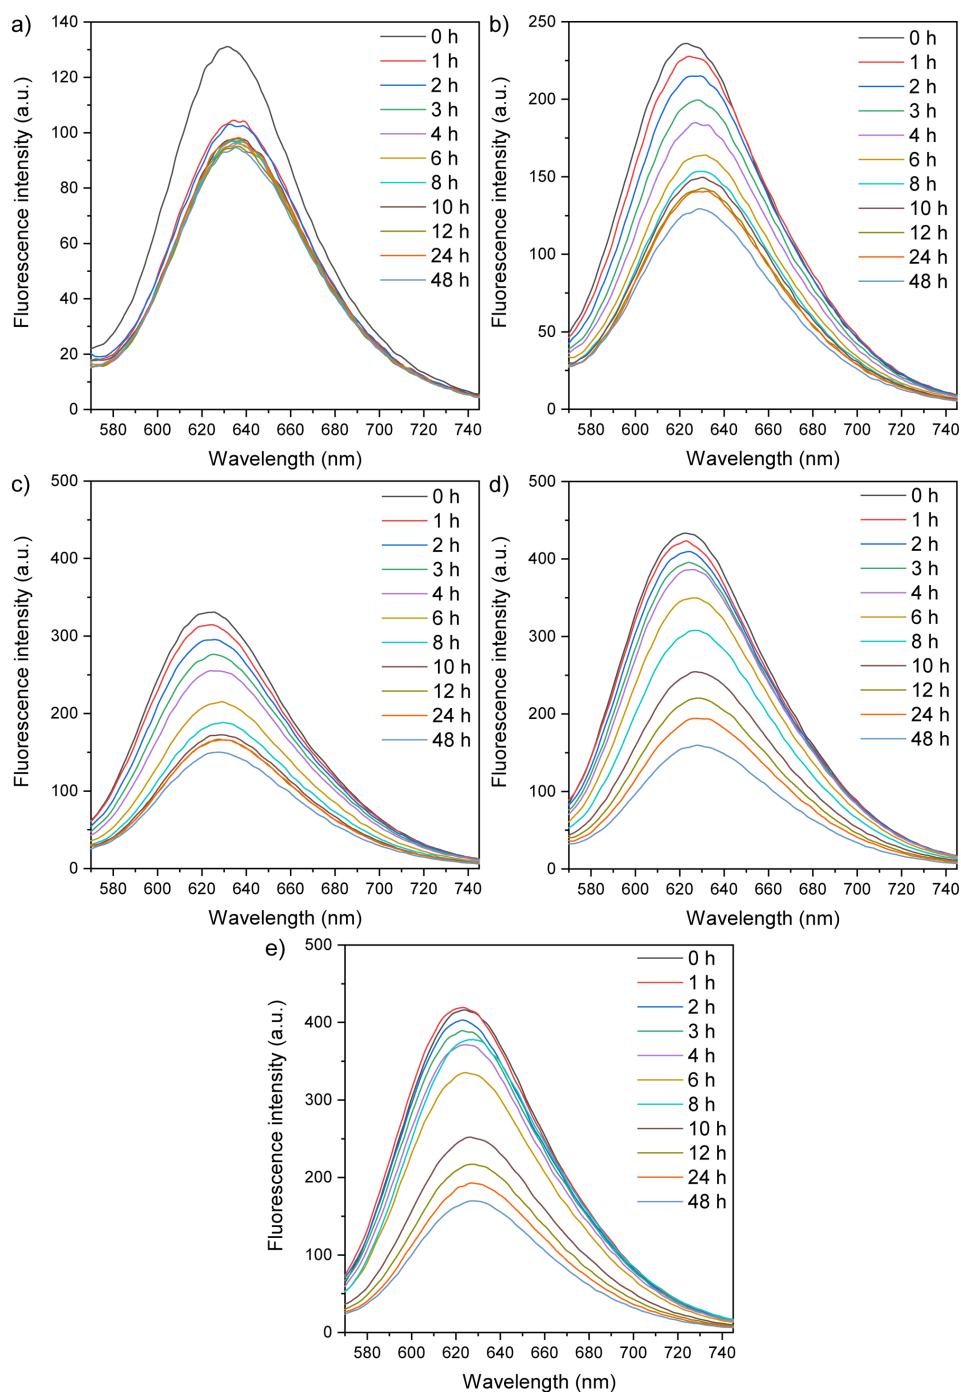 a)
140
120
100
80
60
40
20
0
580 600 620 640 660 680 700 720 740
Fluorescence intensity (a.u.)
Wavelength (nm)
0 h
1 h
2 h
3 h
4 h
6 h
8 h
10 h
12 h
24 h
48 h
b)
250
200
150
100
50
0
580 600 620 640 660 680 700 720 740
Fluorescence intensity (a.u.)
Wavelength (nm)
0 h
1 h
2 h
3 h
4 h
6 h
8 h
10 h
12 h
24 h
48 h
c)
500
400
300
200
100
0
580 600 620 640 660 680 700 720 740
Fluorescence intensity (a.u.)
Wavelength (nm)
0 h
1 h
2 h
3 h
4 h
6 h
8 h
10 h
12 h
24 h
48 h
d)
500
400
300
200
100
0
580 600 620 640 660 680 700 720 740
Fluorescence intensity (a.u.)
Wavelength (nm)
0 h
1 h
2 h
3 h
4 h
6 h
8 h
10 h
12 h
24 h
48 h
e)
500
400
300
200
100
0
580 600 620 640 660 680 700 720 740
Fluorescence intensity (a.u.)
Wavelength (nm)
0 h
1 h
2 h
3 h
4 h
6 h
8 h
10 h
12 h
24 h
48 h